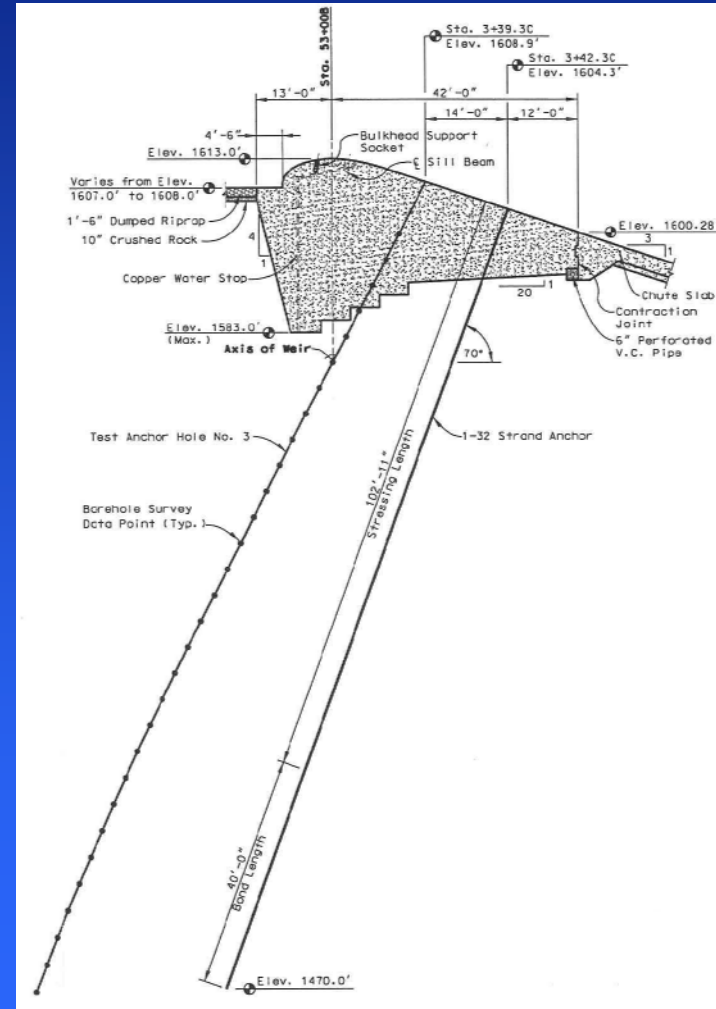 Sta. 53+00B
Sta. 3+39.3C
Elev. 1608.9'
Sta. 3+42.3C
Elev. 1604.3'
13'-0"
42'-0"
14'-0"
12'-0"
4'-6"
Bulkhead Support
Socket
Elev. 1613.0'
℄ Sill Beam
Varies from Elev.
1607.0' to 1608.0'
1'-6" Dumped Riprap
10" Crushed Rock
4
1
Elev. 1600.28
3
1
Copper Water Stop
20
1
Chute Slab
Contraction
Joint
6" Perforated
V.C. Pipe
Elev. 1583.0'
(Max.)
Axis of Weir
70°
Test Anchor Hole No. 3
1-32 Strand Anchor
102'-11"
Stressing Length
Borehole Survey
Data Point (Typ.)
40'-0"
Bond Length
Elev. 1470.0'